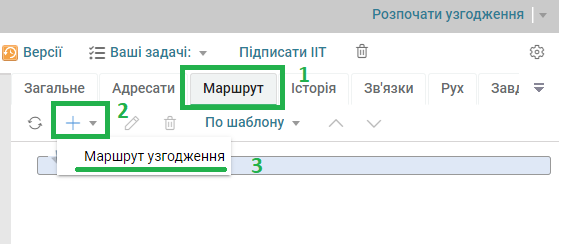 Розпочати узгодження
Версії Ваші задачі: Підписати ІІТ
1
Загальне Адресати Маршрут Історія Зв'язки Рух Завд
2
По шаблону
Маршрут узгодження
3